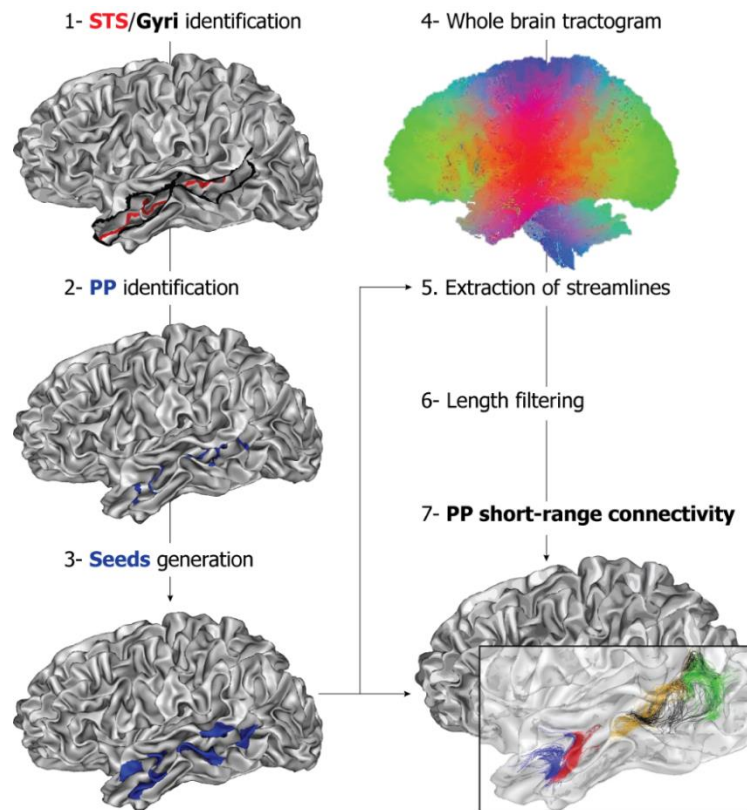 1- STS/Gyri identification
2- PP identification
3- Seeds generation
4- Whole brain tractogram
5. Extraction of streamlines
6- Length filtering
7- PP short-range connectivity